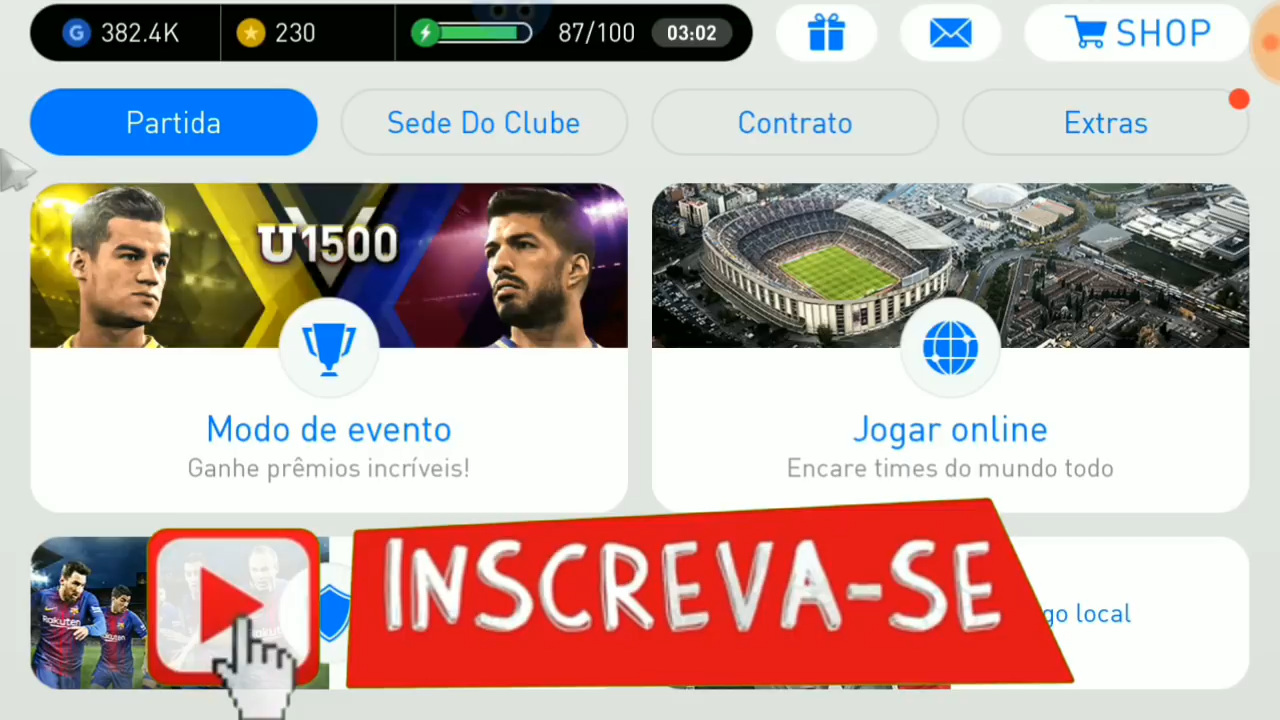 G 382.4K
230
87/100
03:02
SHOP
Partida
Sede Do Clube
Contrato
Extras
U1500
Modo de evento
Ganhe prêmios incríveis!
Jogar online
Encare times do mundo todo
Rakuten
INSCREVA-SE
local